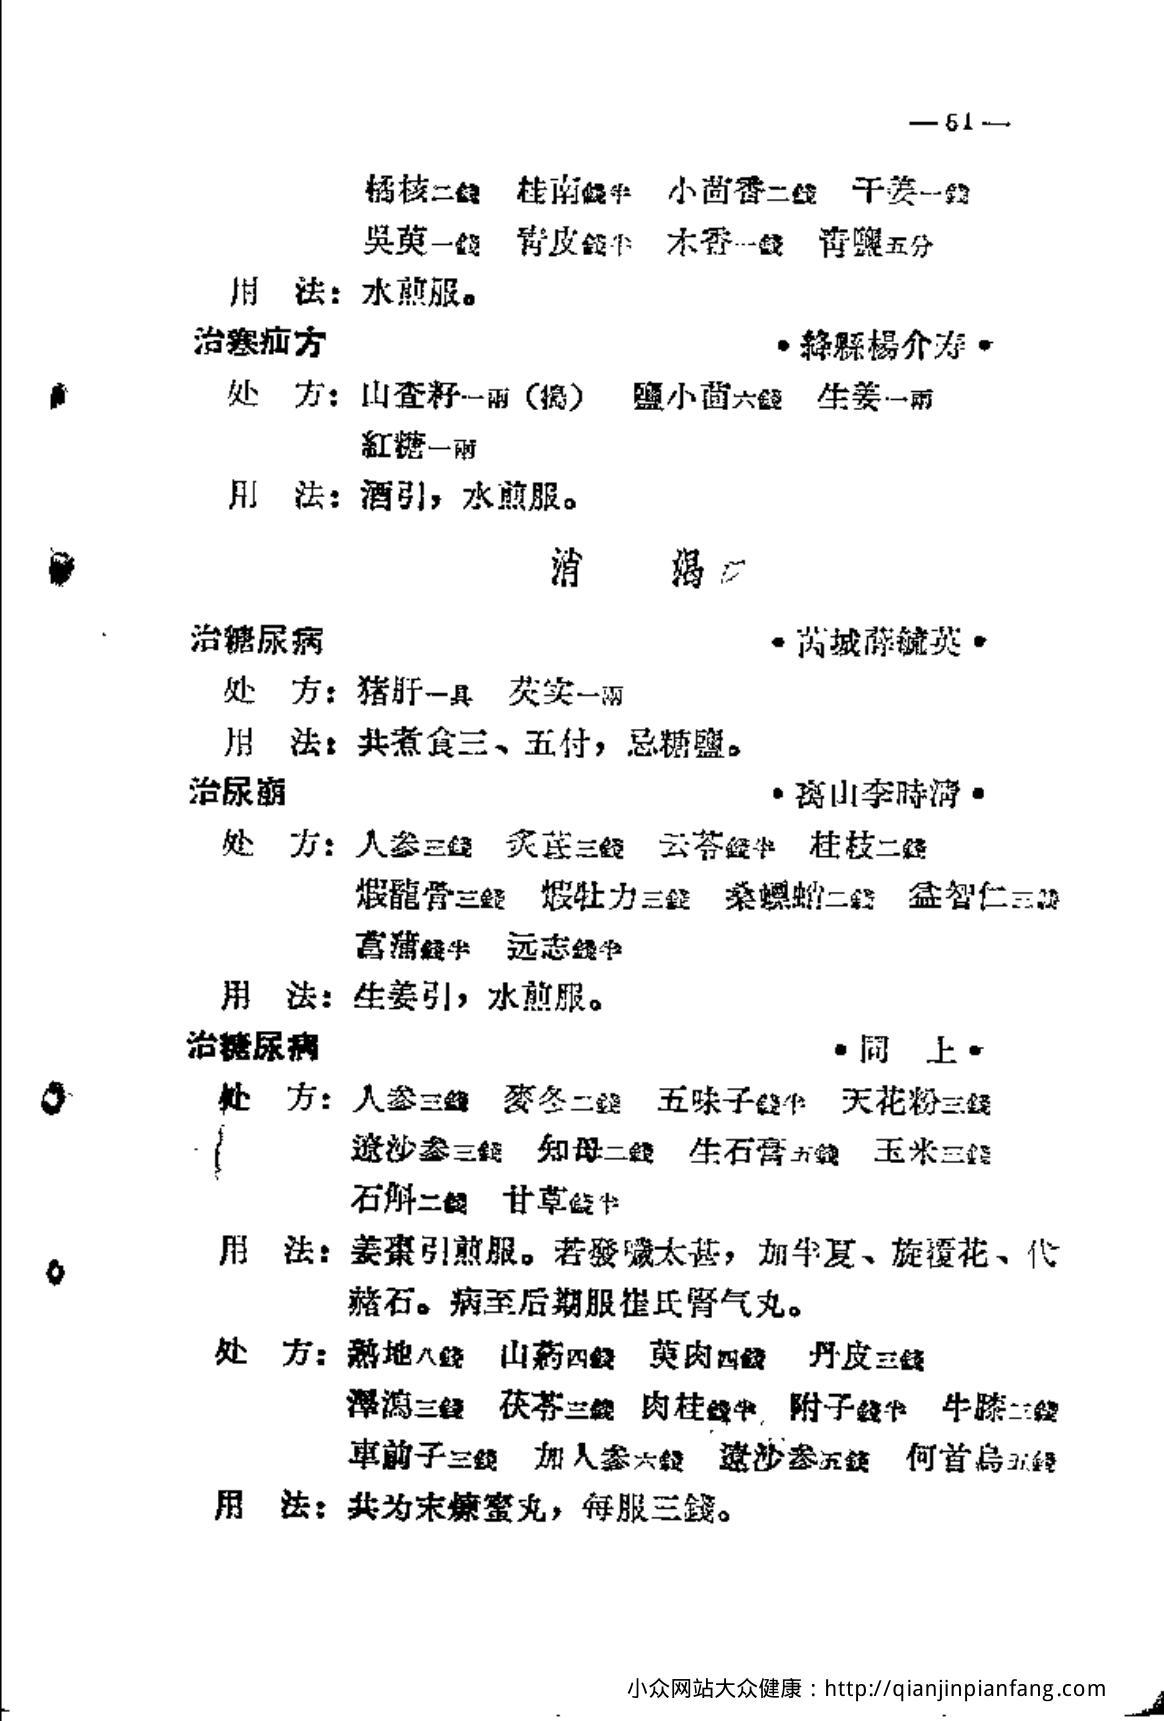 — 61 —
橘核二錢 桂南錢半 小茴香二錢 干姜一錢
吳萸一錢 青皮錢半 木香一錢 青鹽五分
用 法：水煎服。
治寒疝方 •絳縣楊介寿•
处 方：山査籽一兩（搗） 鹽小茴六錢 生姜一兩
紅糖一兩
用 法：酒引，水煎服。
消 渴
治糖尿病 •芮城薛毓英•
处 方：猪肝一具 芡实一兩
用 法：共煮食三、五付，忌糖鹽。
治尿崩 •离山李時清•
处 方：人参三錢 炙芪三錢 云苓錢半 桂枝二錢
煆龍骨三錢 煆牡力三錢 桑螵蛸二錢 益智仁三錢
菖蒲錢半 远志錢半
用 法：生姜引，水煎服。
治糖尿病 •同 上•
处 方：人参三錢 麥冬二錢 五味子錢半 天花粉三錢
遼沙参三錢 知母二錢 生石膏五錢 玉米三錢
石斛二錢 甘草錢半
用 法：姜棗引煎服。若發噦太甚，加半夏、旋覆花、代
赭石。病至后期服崔氏腎气丸。
处 方：熟地八錢 山葯四錢 萸肉四錢 丹皮三錢
澤瀉三錢 茯苓三錢 肉桂錢半 附子錢半 牛膝二錢
車前子三錢 加人参六錢 遼沙参五錢 何首烏五錢
用 法：共为末煉蜜丸，每服三錢。
小众网站大众健康：http://qianjinpianfang.com